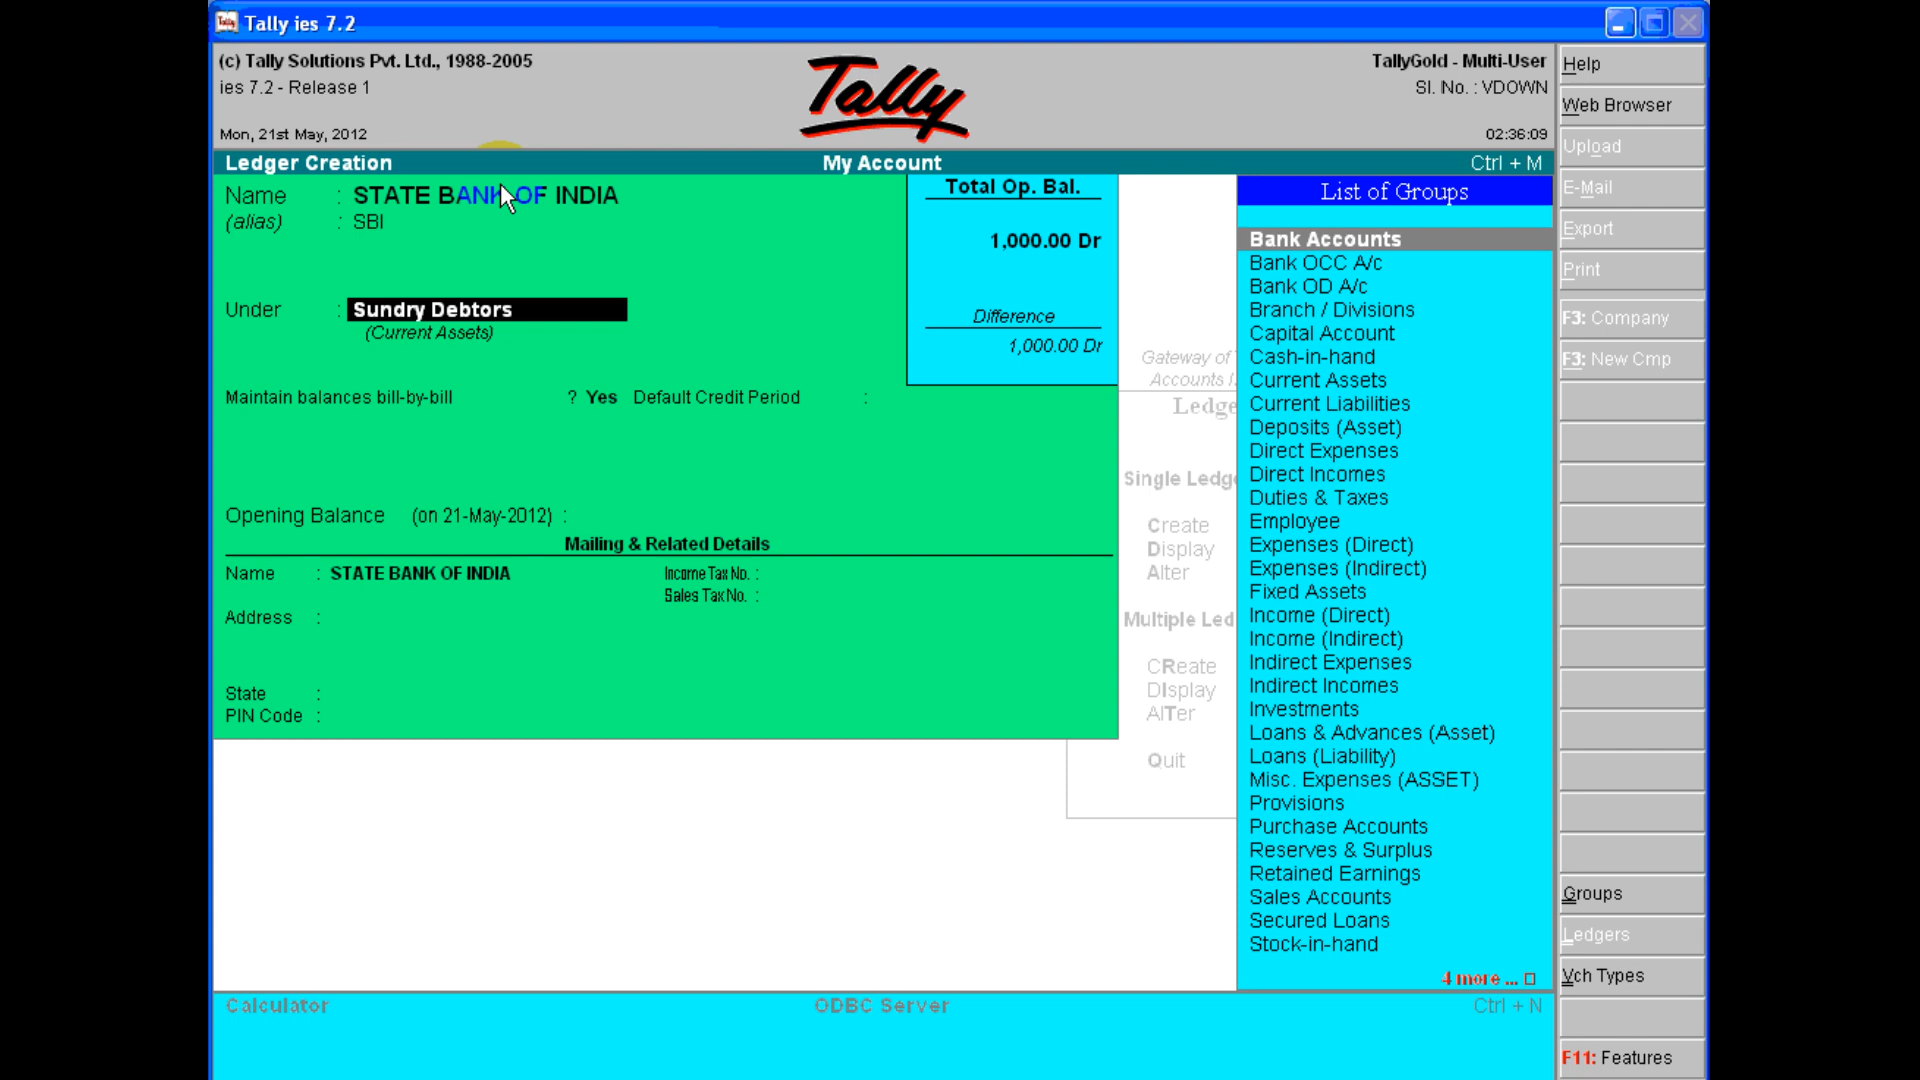 Tally ies 7.2
(c) Tally Solutions Pvt. Ltd., 1988-2005
ies 7.2 - Release 1
Mon, 21st May, 2012
Tally
TallyGold - Multi-User
Sl. No. : VDOWN
02:36:09
Ledger Creation
My Account
Ctrl + M
Name : STATE BANK OF INDIA
(alias) : SBI
Under : Sundry Debtors
(Current Assets)
Maintain balances bill-by-bill ? Yes Default Credit Period :
Opening Balance (on 21-May-2012) :
Mailing & Related Details
Name : STATE BANK OF INDIA
Income Tax No. :
Sales Tax No. :
Address :
State :
PIN Code :
Total Op. Bal.
1,000.00 Dr
Difference
1,000.00 Dr
Gateway of
Accounts
Ledge
Single Ledg
Create
Display
Alter
Multiple Led
CReate
DIsplay
AlTer
Quit
List of Groups
Bank Accounts
Bank OCC A/c
Bank OD A/c
Branch / Divisions
Capital Account
Cash-in-hand
Current Assets
Current Liabilities
Deposits (Asset)
Direct Expenses
Direct Incomes
Duties & Taxes
Employee
Expenses (Direct)
Expenses (Indirect)
Fixed Assets
Income (Direct)
Income (Indirect)
Indirect Expenses
Indirect Incomes
Investments
Loans & Advances (Asset)
Loans (Liability)
Misc. Expenses (ASSET)
Provisions
Purchase Accounts
Reserves & Surplus
Retained Earnings
Sales Accounts
Secured Loans
Stock-in-hand
4 more ...
Help
Web Browser
Upload
E-Mail
Export
Print
F3: Company
F3: New Cmp
Groups
Ledgers
Vch Types
F11: Features
Calculator
ODBC Server
Ctrl + N